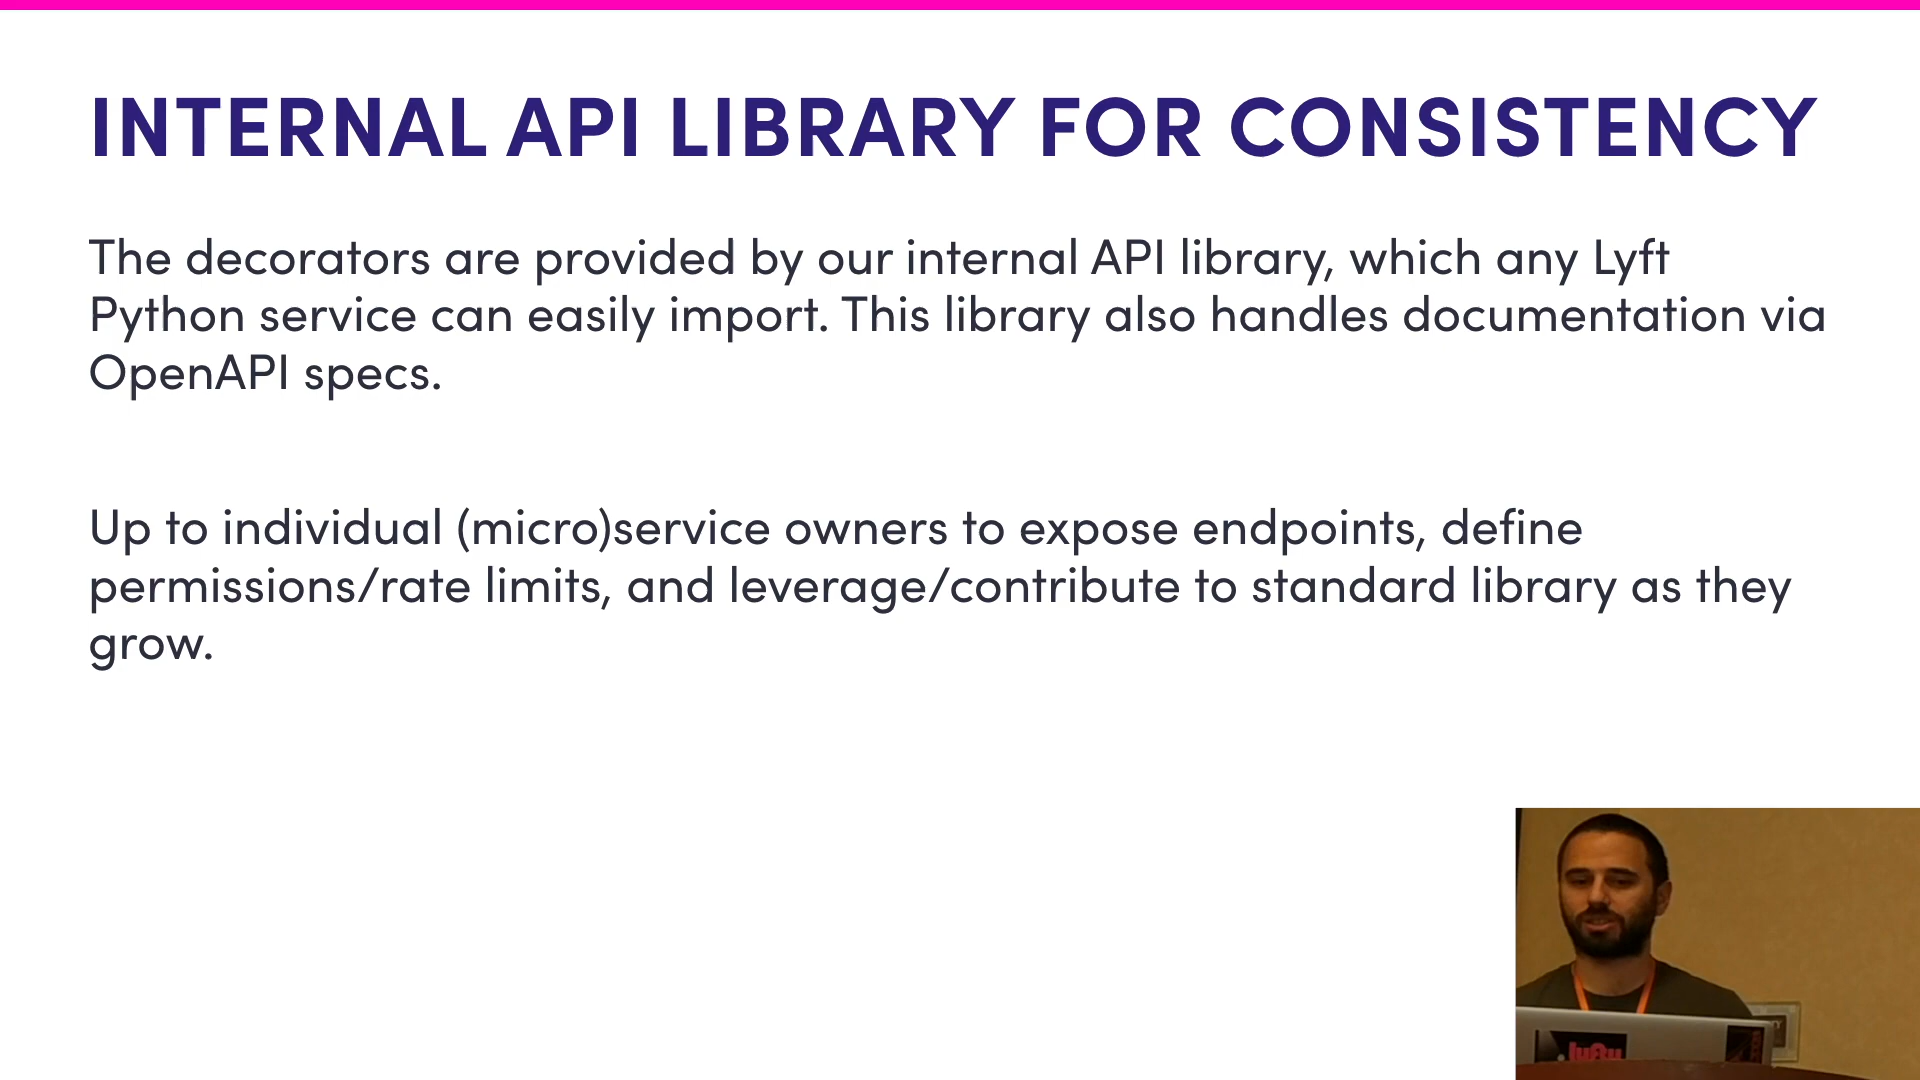 INTERNAL API LIBRARY FOR CONSISTENCY
The decorators are provided by our internal API library, which any Lyft
Python service can easily import. This library also handles documentation via
OpenAPI specs.
Up to individual (micro)service owners to expose endpoints, define
permissions/rate limits, and leverage/contribute to standard library as they
grow.